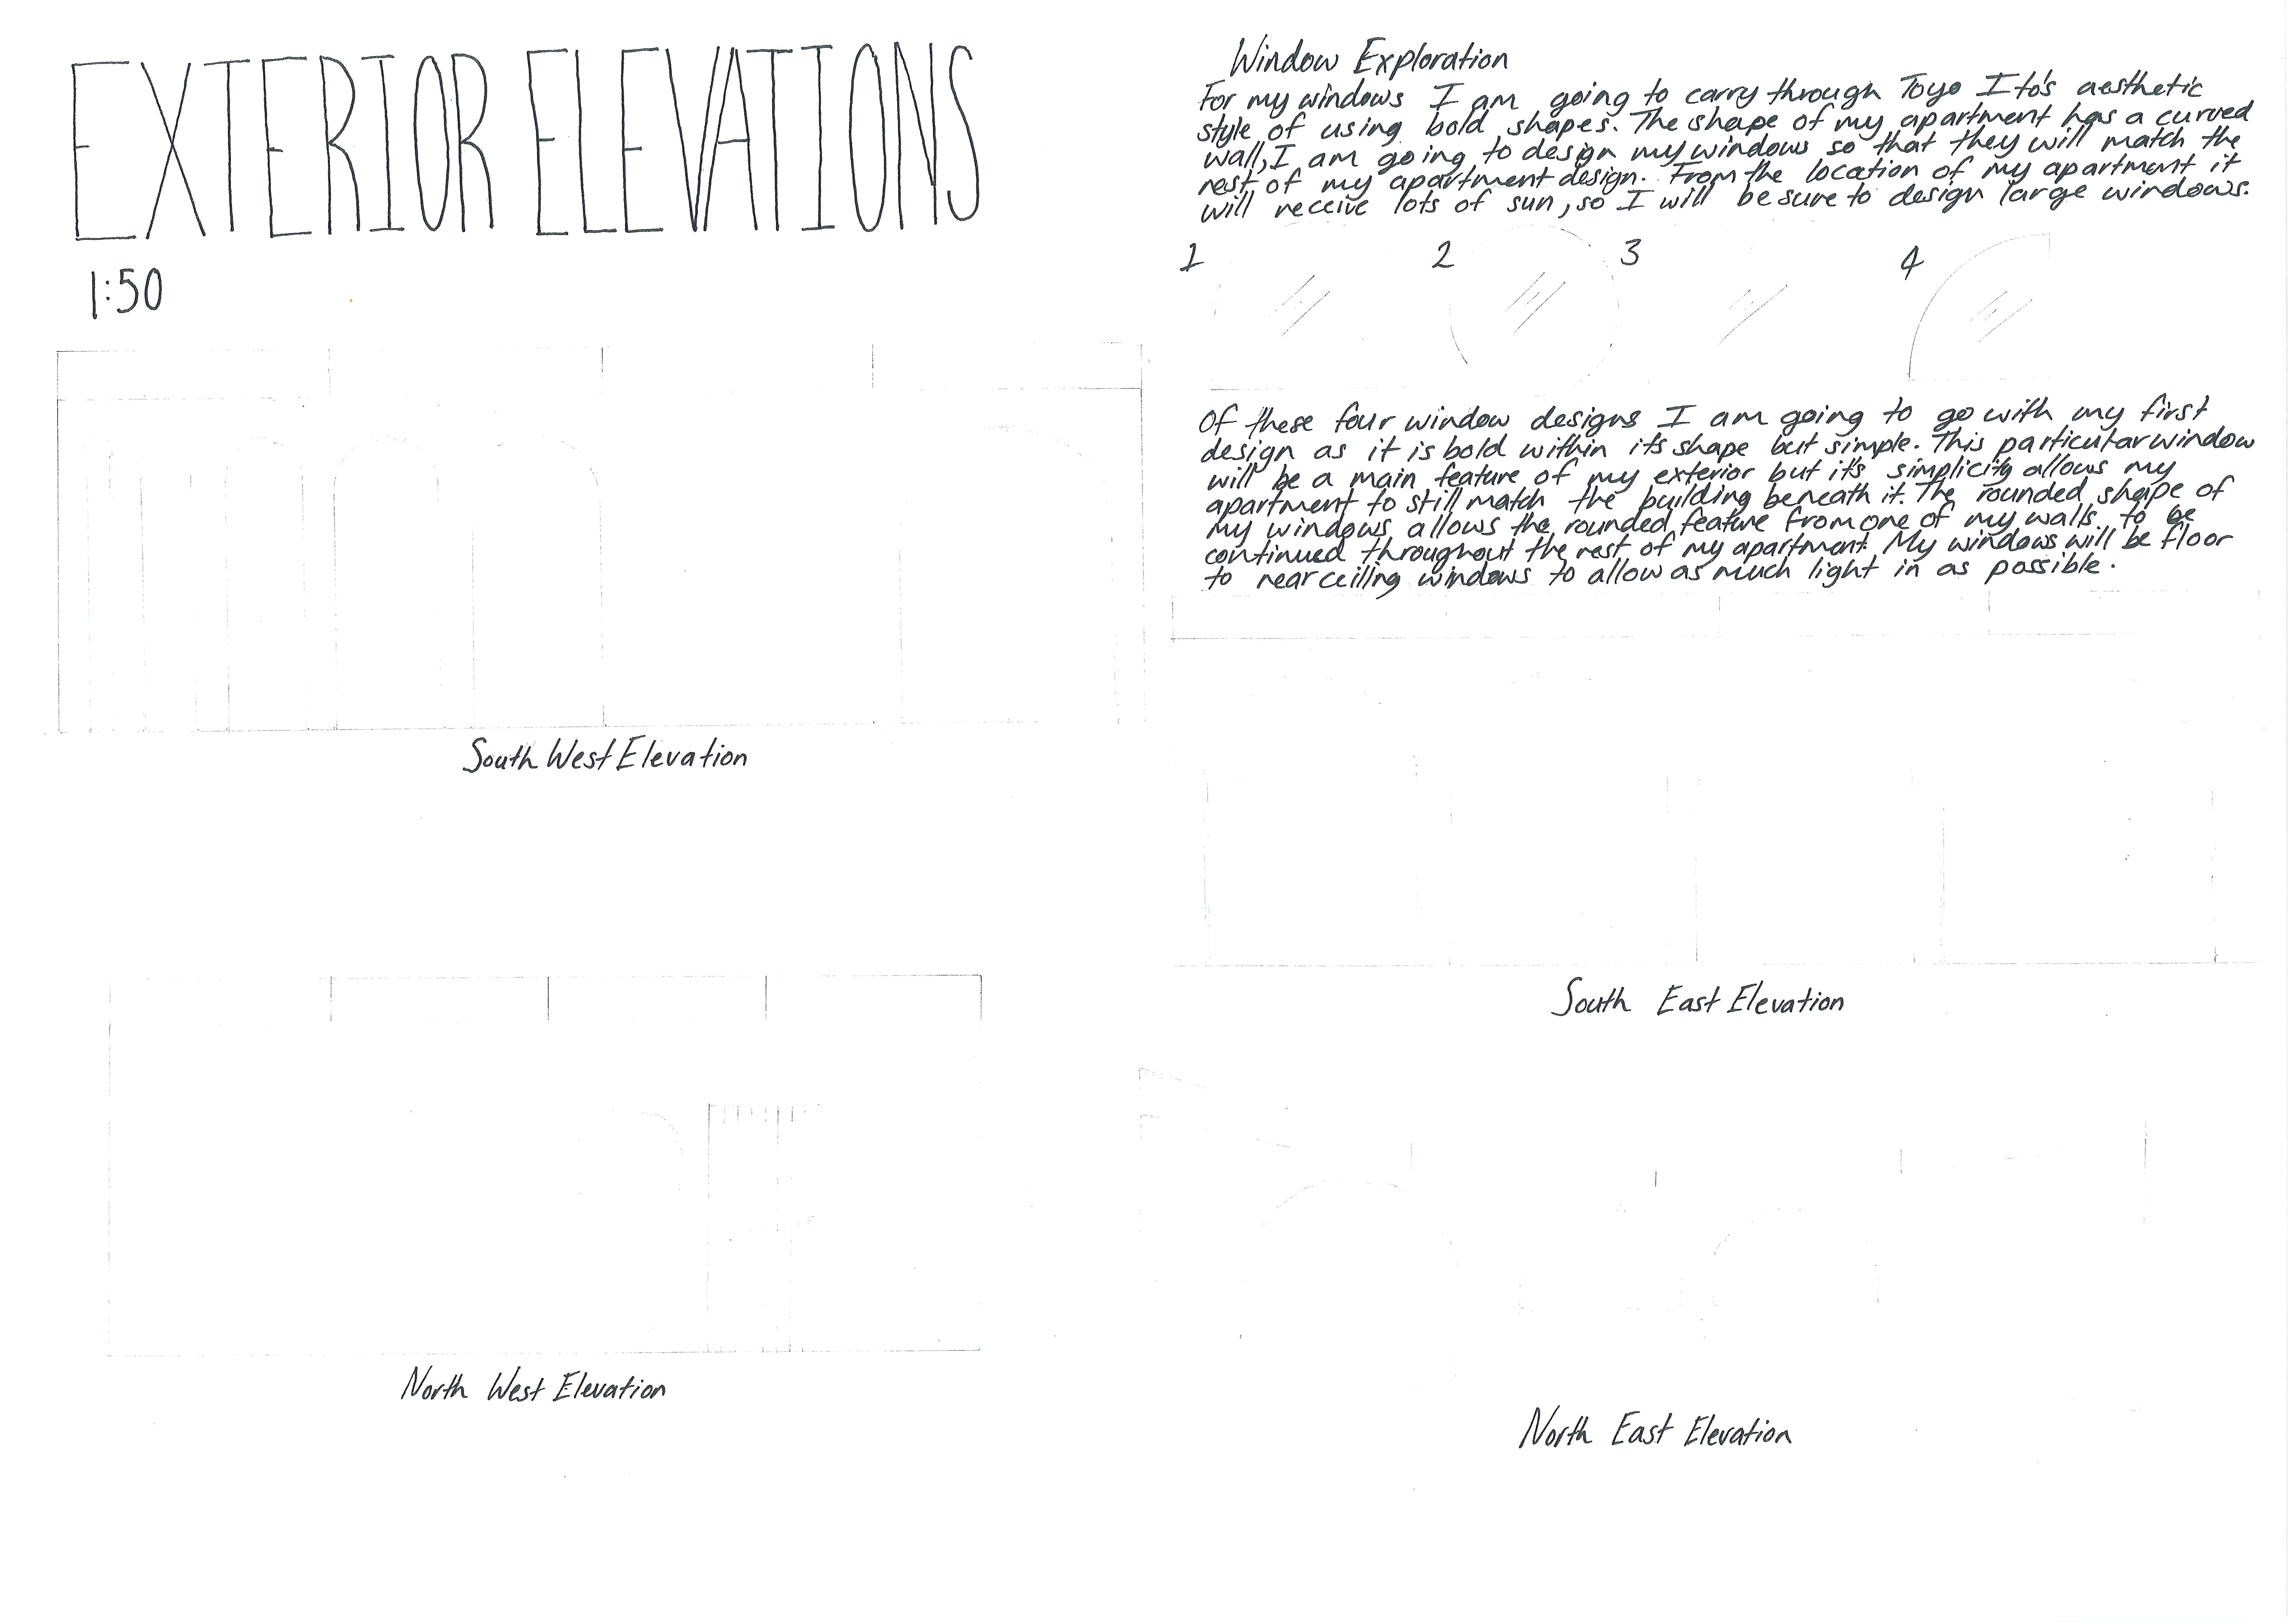 EXTERIOR ELEVATIONS
1:50
Window Exploration
For my windows I am going to carry through Toyo Ito's aesthetic
style of using bold shapes. The shape of my apartment has a curved
wall, I am going to design my windows so that they will match the
rest of my apartment design. From the location of my apartment it
will receive lots of sun, so I will be sure to design large windows.
1 2 3 4
Of these four window designs I am going to go with my first
design as it is bold within its shape but simple. This particular window
will be a main feature of my exterior but it's simplicity allows my
apartment to still match the building beneath it. The rounded shape of
my windows allows the rounded feature from one of my walls to be
continued throughout the rest of my apartment. My windows will be floor
to near ceilling windows to allow as much light in as possible.
South West Elevation
South East Elevation
North West Elevation
North East Elevation